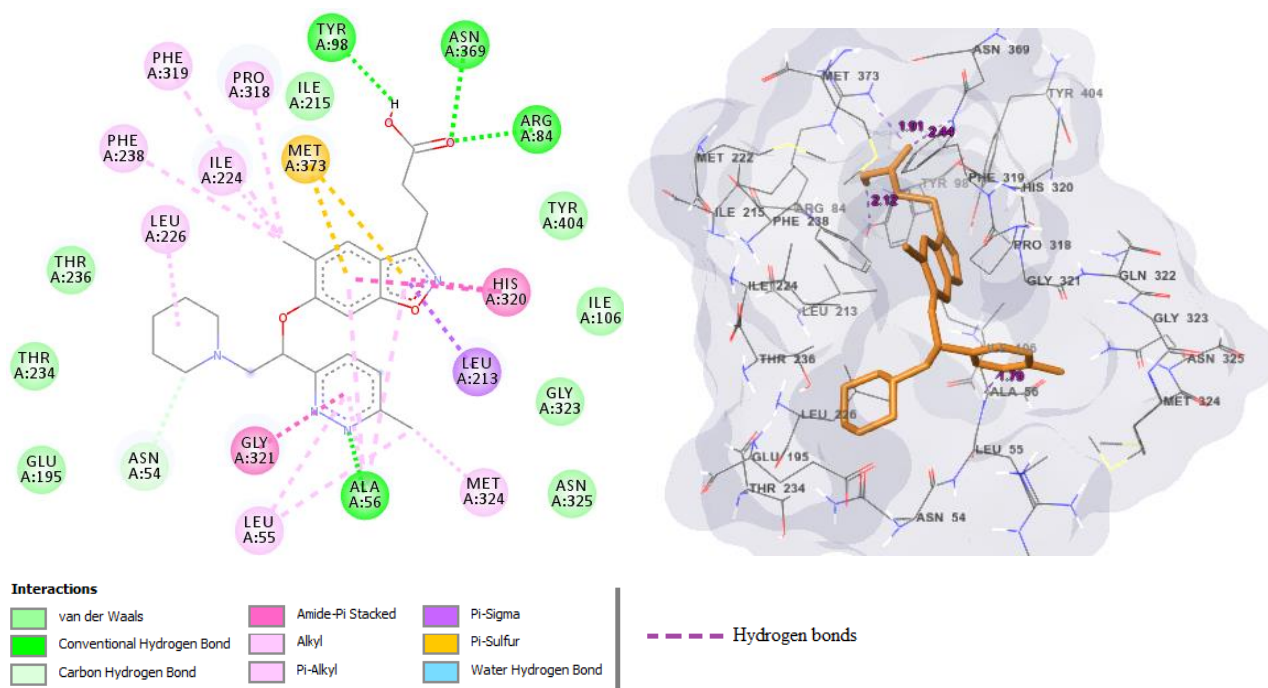 TYR
A:98
ASN
A:369
PHE
A:319
PRO
A:318
ILE
A:215
ARG
A:84
PHE
A:238
ILE
A:224
MET
A:373
H
O
O
LEU
A:226
TYR
A:404
THR
A:236
N
HIS
A:320
O
O
ILE
A:106
THR
A:234
N
LEU
A:213
GLY
A:323
GLU
A:195
ASN
A:54
GLY
A:321
N
N
ALA
A:56
MET
A:324
ASN
A:325
LEU
A:55
ASN 369
MET 373
TYR 404
1.91
2.44
MET 222
PHE 319
TYR 98
HIS 320
ILE 215
ARG 84
2.12
PHE 238
PRO 318
GLY 321
GLN 322
ILE 224
LEU 213
GLY 323
THR 236
ASN 325
ALA 56
MET 324
LEU 226
LEU 55
GLU 195
THR 234
ASN 54
Interactions
van der Waals
Conventional Hydrogen Bond
Carbon Hydrogen Bond
Amide-Pi Stacked
Alkyl
Pi-Alkyl
Pi-Sigma
Pi-Sulfur
Water Hydrogen Bond
Hydrogen bonds